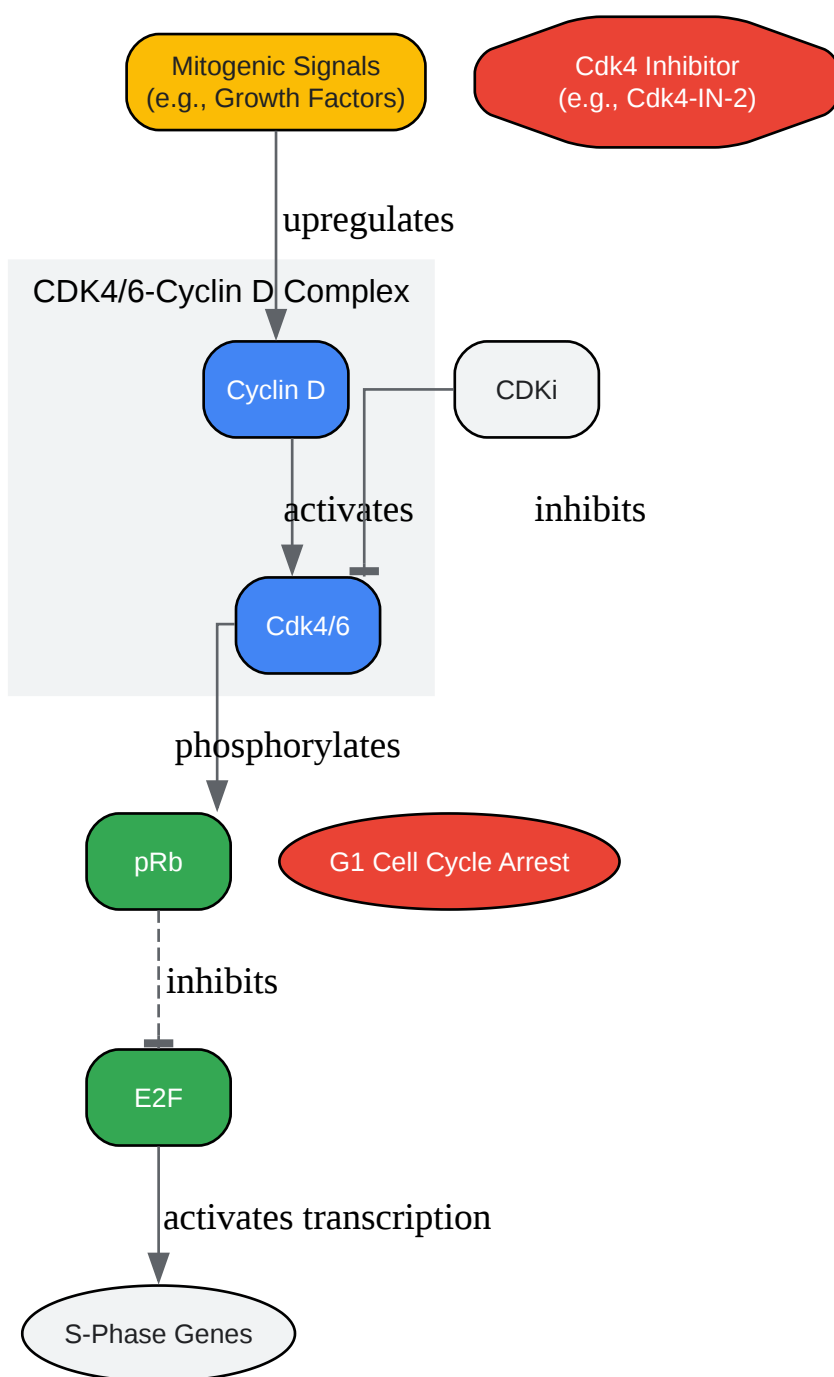 Mitogenic Signals
(e.g., Growth Factors)
Cdk4 Inhibitor
(e.g., Cdk4-IN-2)
upregulates
CDK4/6-Cyclin D Complex
Cyclin D
CDKi
activates
inhibits
Cdk4/6
phosphorylates
pRb
G1 Cell Cycle Arrest
inhibits
E2F
activates transcription
S-Phase Genes